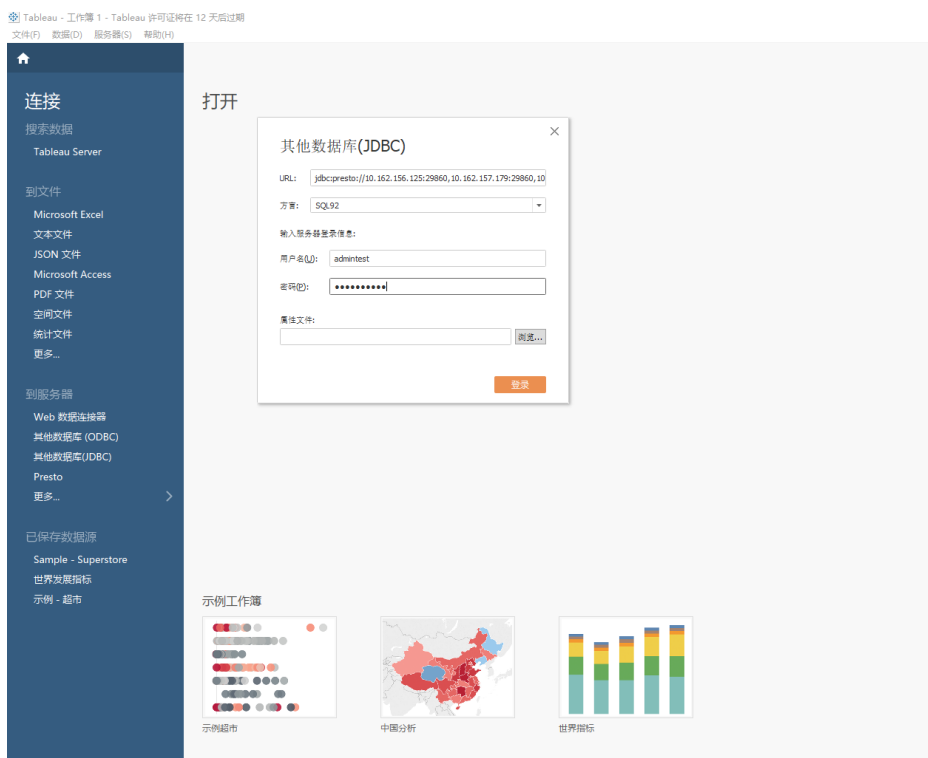 Tableau - 工作簿 1 - Tableau 许可证将在 12 天后过期
文件(F) 数据(D) 服务器(S) 帮助(H)
连接
搜索数据
Tableau Server
到文件
Microsoft Excel
文本文件
JSON 文件
Microsoft Access
PDF 文件
空间文件
统计文件
更多...
到服务器
Web 数据连接器
其他数据库 (ODBC)
其他数据库(JDBC)
Presto
更多...
已保存数据源
Sample - Superstore
世界发展指标
示例 - 超市
打开
其他数据库(JDBC)
URL: jdbc:presto://10.162.156.125:29860,10.162.157.179:29860,10
方言: SQL92
输入服务器登录信息:
用户名(U): admintest
密码(P):
属性文件:
浏览...
登录
示例工作簿
示例超市 中国分析 世界指标